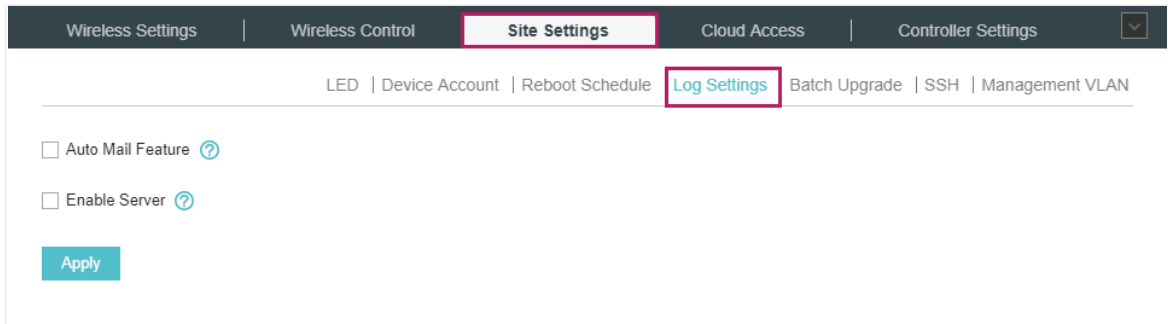 Wireless Settings | Wireless Control Site Settings Cloud Access | Controller Settings
LED | Device Account | Reboot Schedule Log Settings Batch Upgrade | SSH | Management VLAN
Auto Mail Feature ?
Enable Server ?
Apply